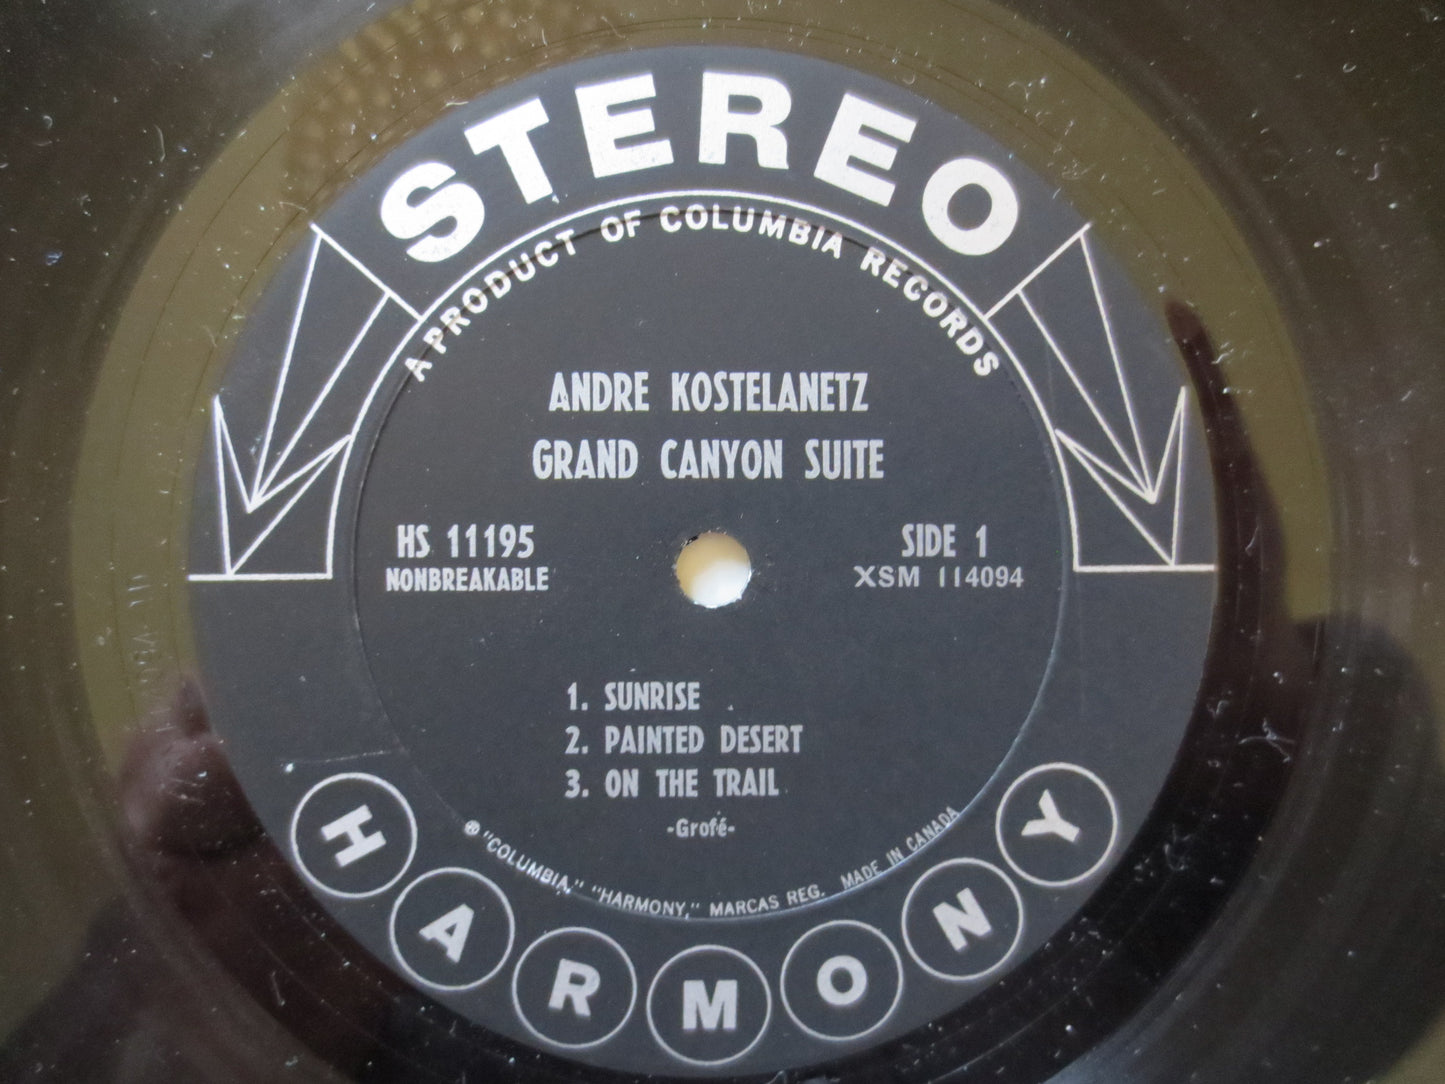 STEREO
A PRODUCT OF COLUMBIA RECORDS
ANDRE KOSTELANETZ
GRAND CANYON SUITE
HS 11195
NONBREAKABLE
SIDE 1
XSM 114094
1. SUNRISE
2. PAINTED DESERT
3. ON THE TRAIL
-Grofé-
® "COLUMBIA," "HARMONY," MARCAS REG. MADE IN CANADA
HARMONY